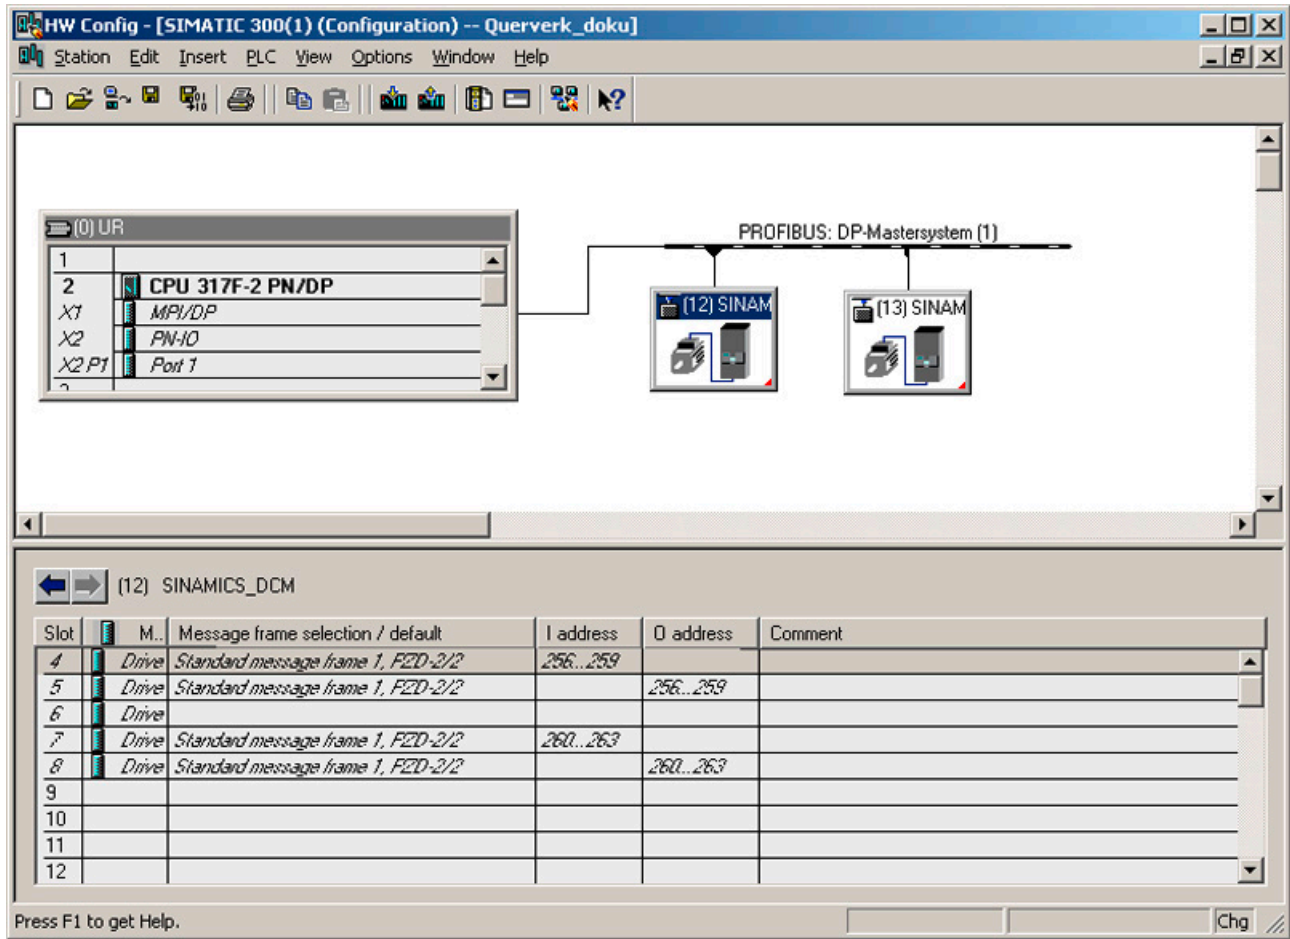 HW Config - [SIMATIC 300(1) (Configuration) -- Querverk_doku]
Station Edit Insert PLC View Options Window Help
(0) UR
1
2 CPU 317F-2 PN/DP
X1 MPI/DP
X2 PN-IO
X2 P1 Port 1
PROFIBUS: DP-Mastersystem (1)
(12) SINAM
(13) SINAM
(12) SINAMICS_DCM
Slot M.. Message frame selection / default I address O address Comment
4 Drive Standard message frame 1, PZD-2/2 256...259
5 Drive Standard message frame 1, PZD-2/2 256...259
6 Drive
7 Drive Standard message frame 1, PZD-2/2 260...263
8 Drive Standard message frame 1, PZD-2/2 260...263
9
10
11
12
Press F1 to get Help.
Chg